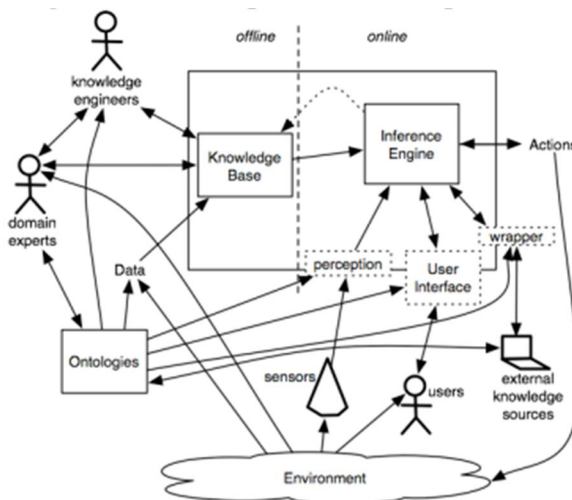 offline
online
knowledge
engineers
Knowledge
Base
Inference
Engine
Actions
domain
experts
wrapper
Data
perception
User
Interface
Ontologies
sensors
users
external
knowledge
sources
Environment